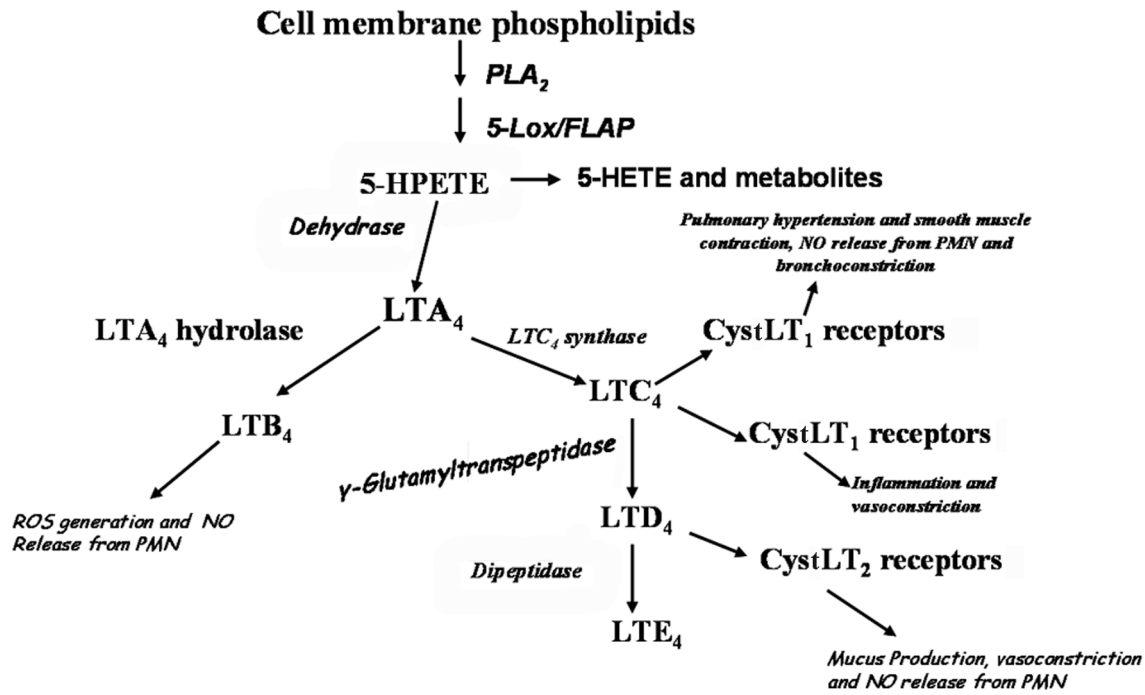 Cell membrane phospholipids
PLA₂
5-Lox/FLAP
5-HPETE
5-HETE and metabolites
Dehydrase
Pulmonary hypertension and smooth muscle
contraction, NO release from PMN and
bronchoconstriction
LTA₄
LTA₄ hydrolase
LTC₄ synthase
CystLT₁ receptors
LTC₄
LTB₄
CystLT₁ receptors
γ-Glutamyltranspeptidase
Inflammation and
vasoconstriction
ROS generation and NO
Release from PMN
LTD₄
CystLT₂ receptors
Dipeptidase
LTE₄
Mucus Production, vasoconstriction
and NO release from PMN